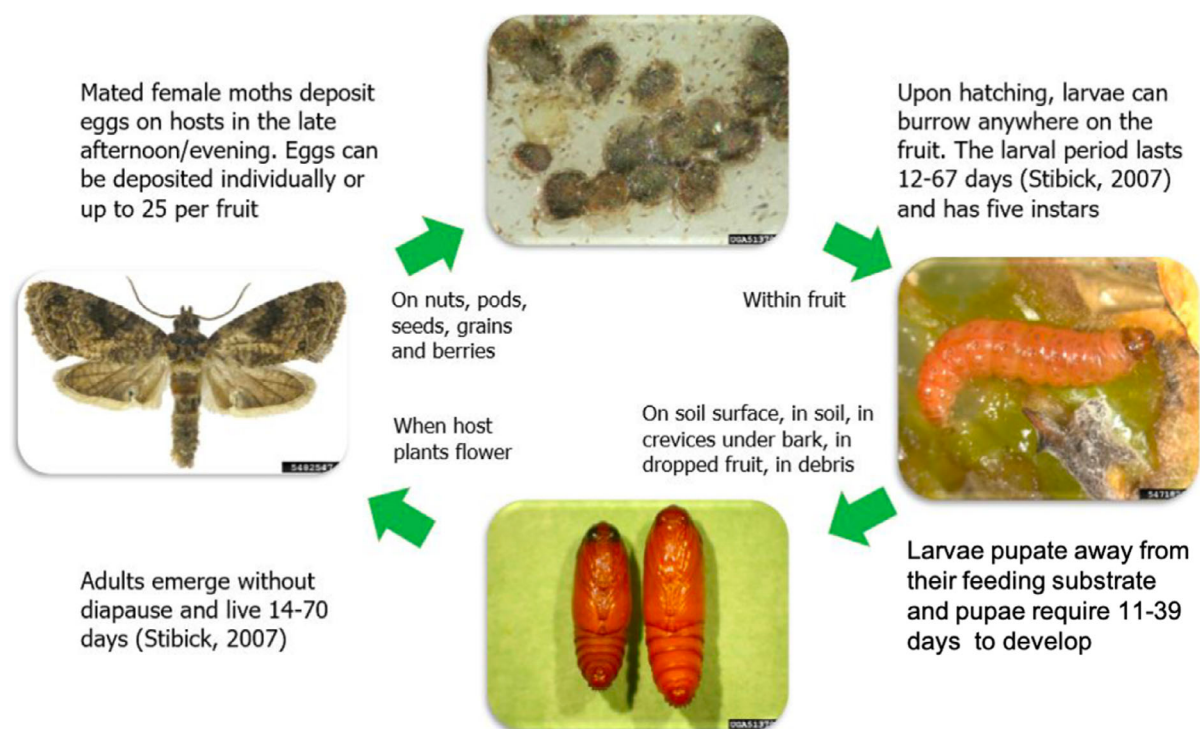 Mated female moths deposit
eggs on hosts in the late
afternoon/evening. Eggs can
be deposited individually or
up to 25 per fruit
Upon hatching, larvae can
burrow anywhere on the
fruit. The larval period lasts
12-67 days (Stibick, 2007)
and has five instars
On nuts, pods,
seeds, grains
and berries
Within fruit
When host
plants flower
On soil surface, in soil, in
crevices under bark, in
dropped fruit, in debris
Adults emerge without
diapause and live 14-70
days (Stibick, 2007)
Larvae pupate away from
their feeding substrate
and pupae require 11-39
days to develop